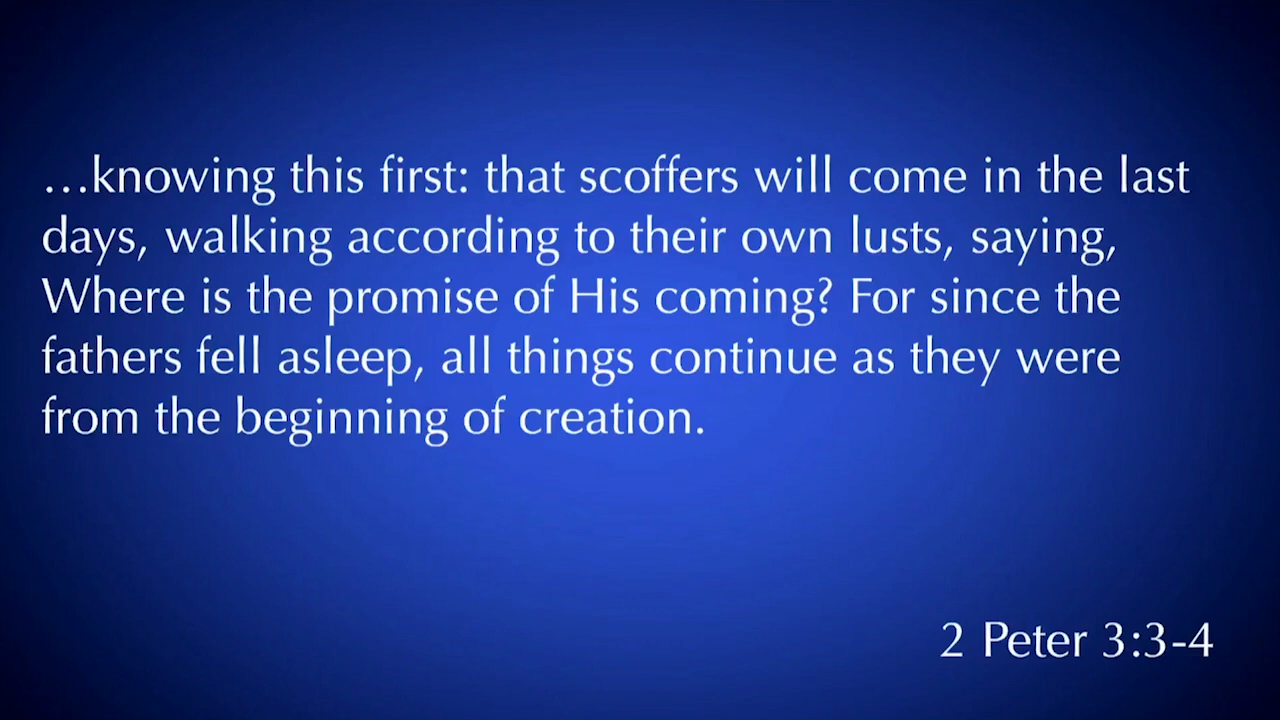 …knowing this first: that scoffers will come in the last
days, walking according to their own lusts, saying,
Where is the promise of His coming? For since the
fathers fell asleep, all things continue as they were
from the beginning of creation.
2 Peter 3:3-4